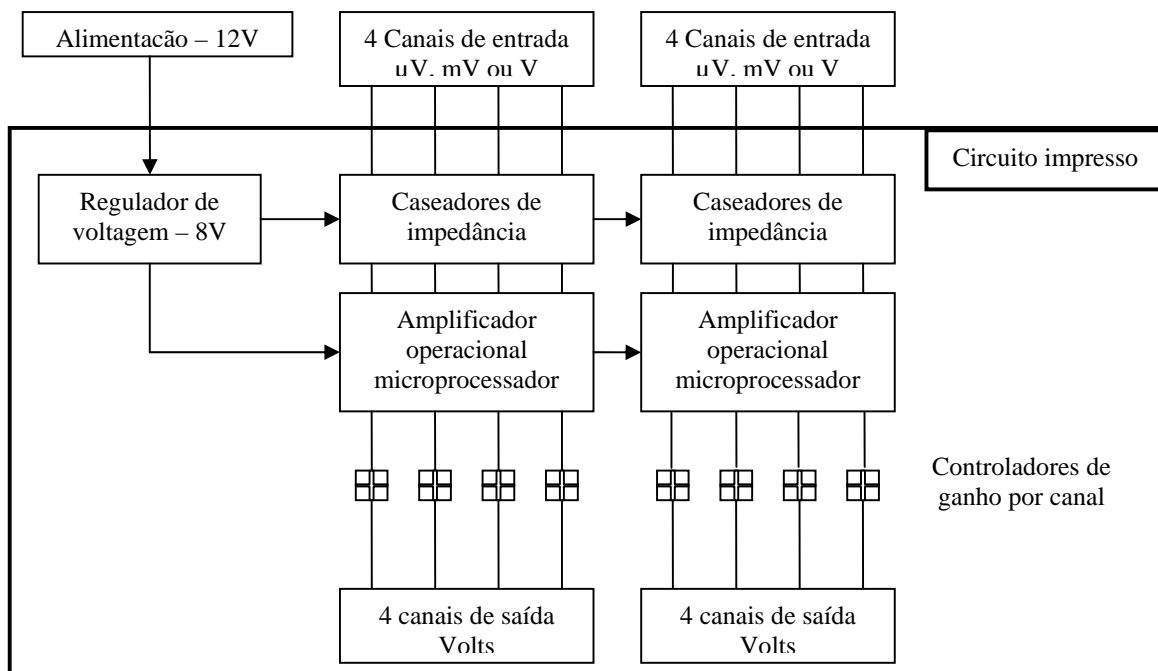 Alimentacão – 12V
4 Canais de entrada
µV, mV ou V
4 Canais de entrada
µV, mV ou V
Circuito impresso
Regulador de
voltagem – 8V
Caseadores de
impedância
Caseadores de
impedância
Amplificador
operacional
microprocessador
Amplificador
operacional
microprocessador
Controladores de
ganho por canal
4 canais de saída
Volts
4 canais de saída
Volts